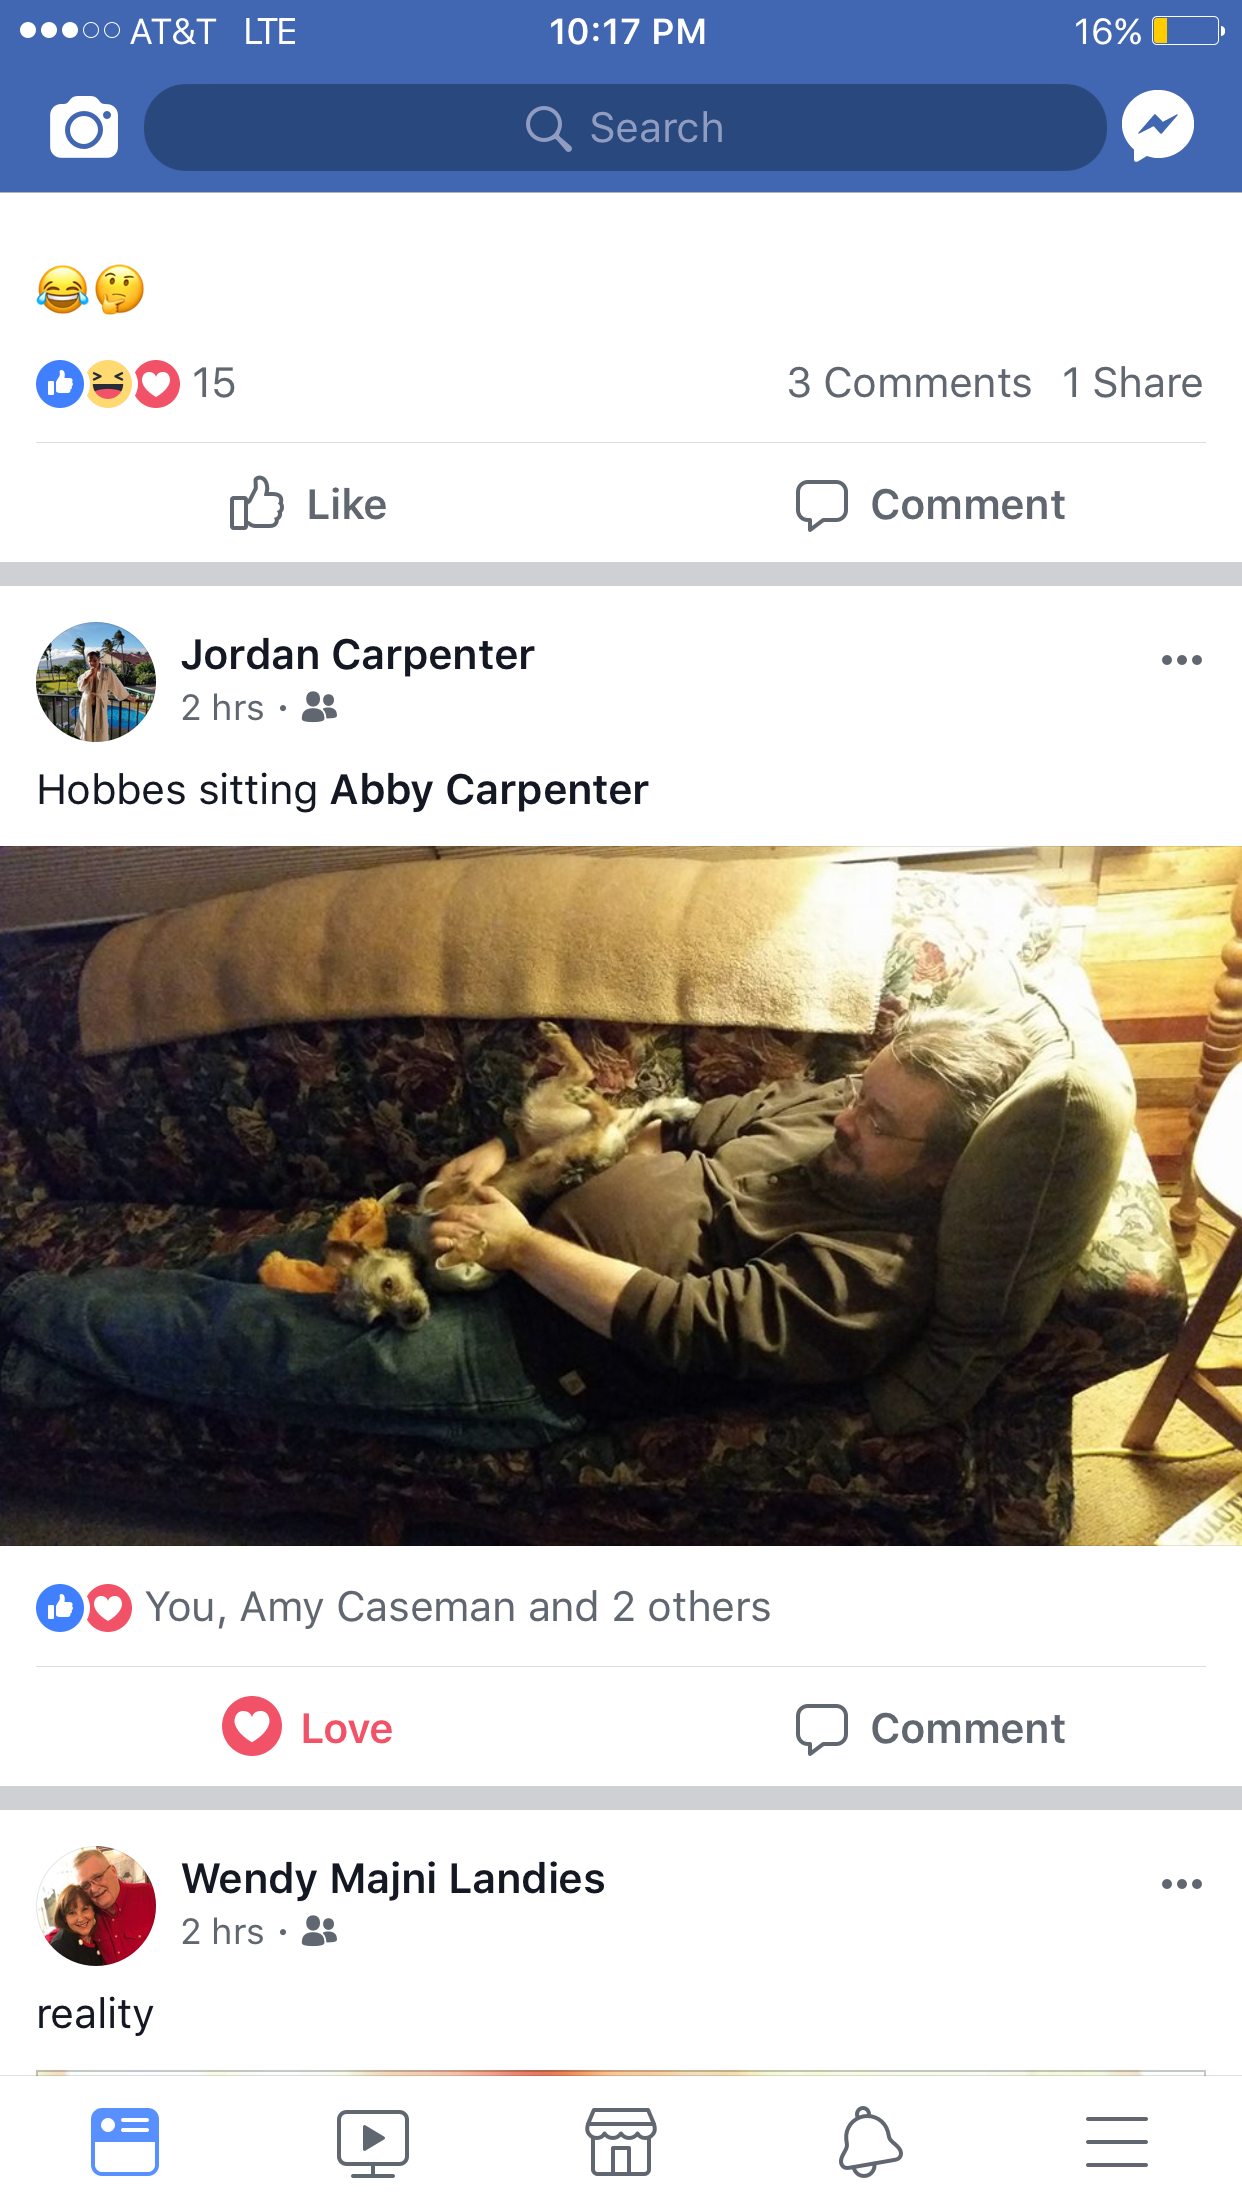 AT&T LTE 10:17 PM 16%
Search
15 3 Comments 1 Share
Like Comment
Jordan Carpenter
2 hrs ·
Hobbes sitting Abby Carpenter
You, Amy Caseman and 2 others
Love Comment
Wendy Majni Landies
2 hrs ·
reality